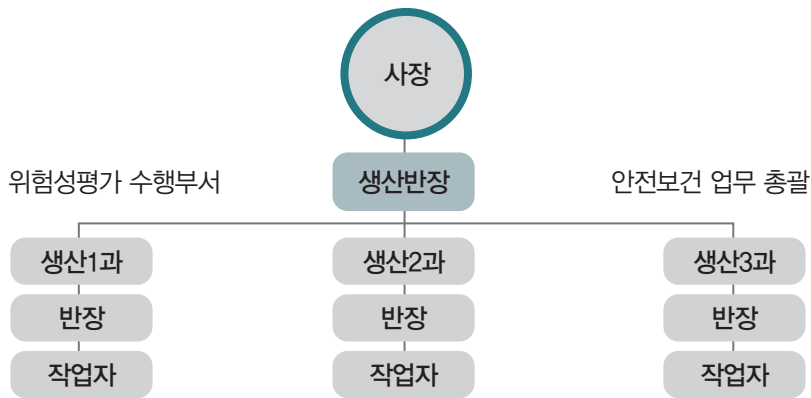 사장
위험성평가 수행부서 생산반장 안전보건 업무 총괄
생산1과 생산2과 생산3과
반장 반장 반장
작업자 작업자 작업자